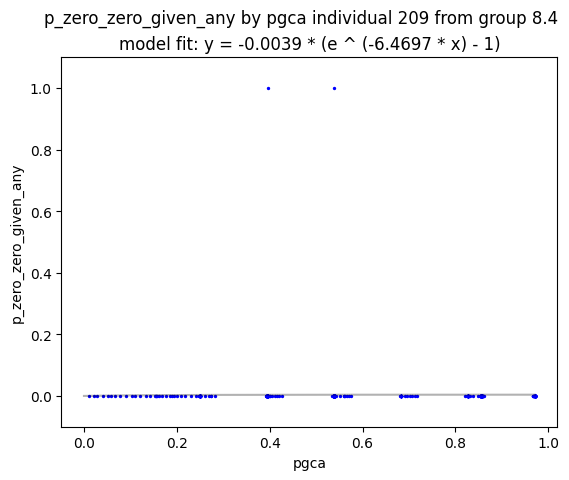 p_zero_zero_given_any by pgca individual 209 from group 8.4
model fit: y = -0.0039 * (e ^ (-6.4697 * x) - 1)
1.0
0.8
0.6
0.4
0.2
0.0
p_zero_zero_given_any
0.0 0.2 0.4 0.6 0.8 1.0
pgca